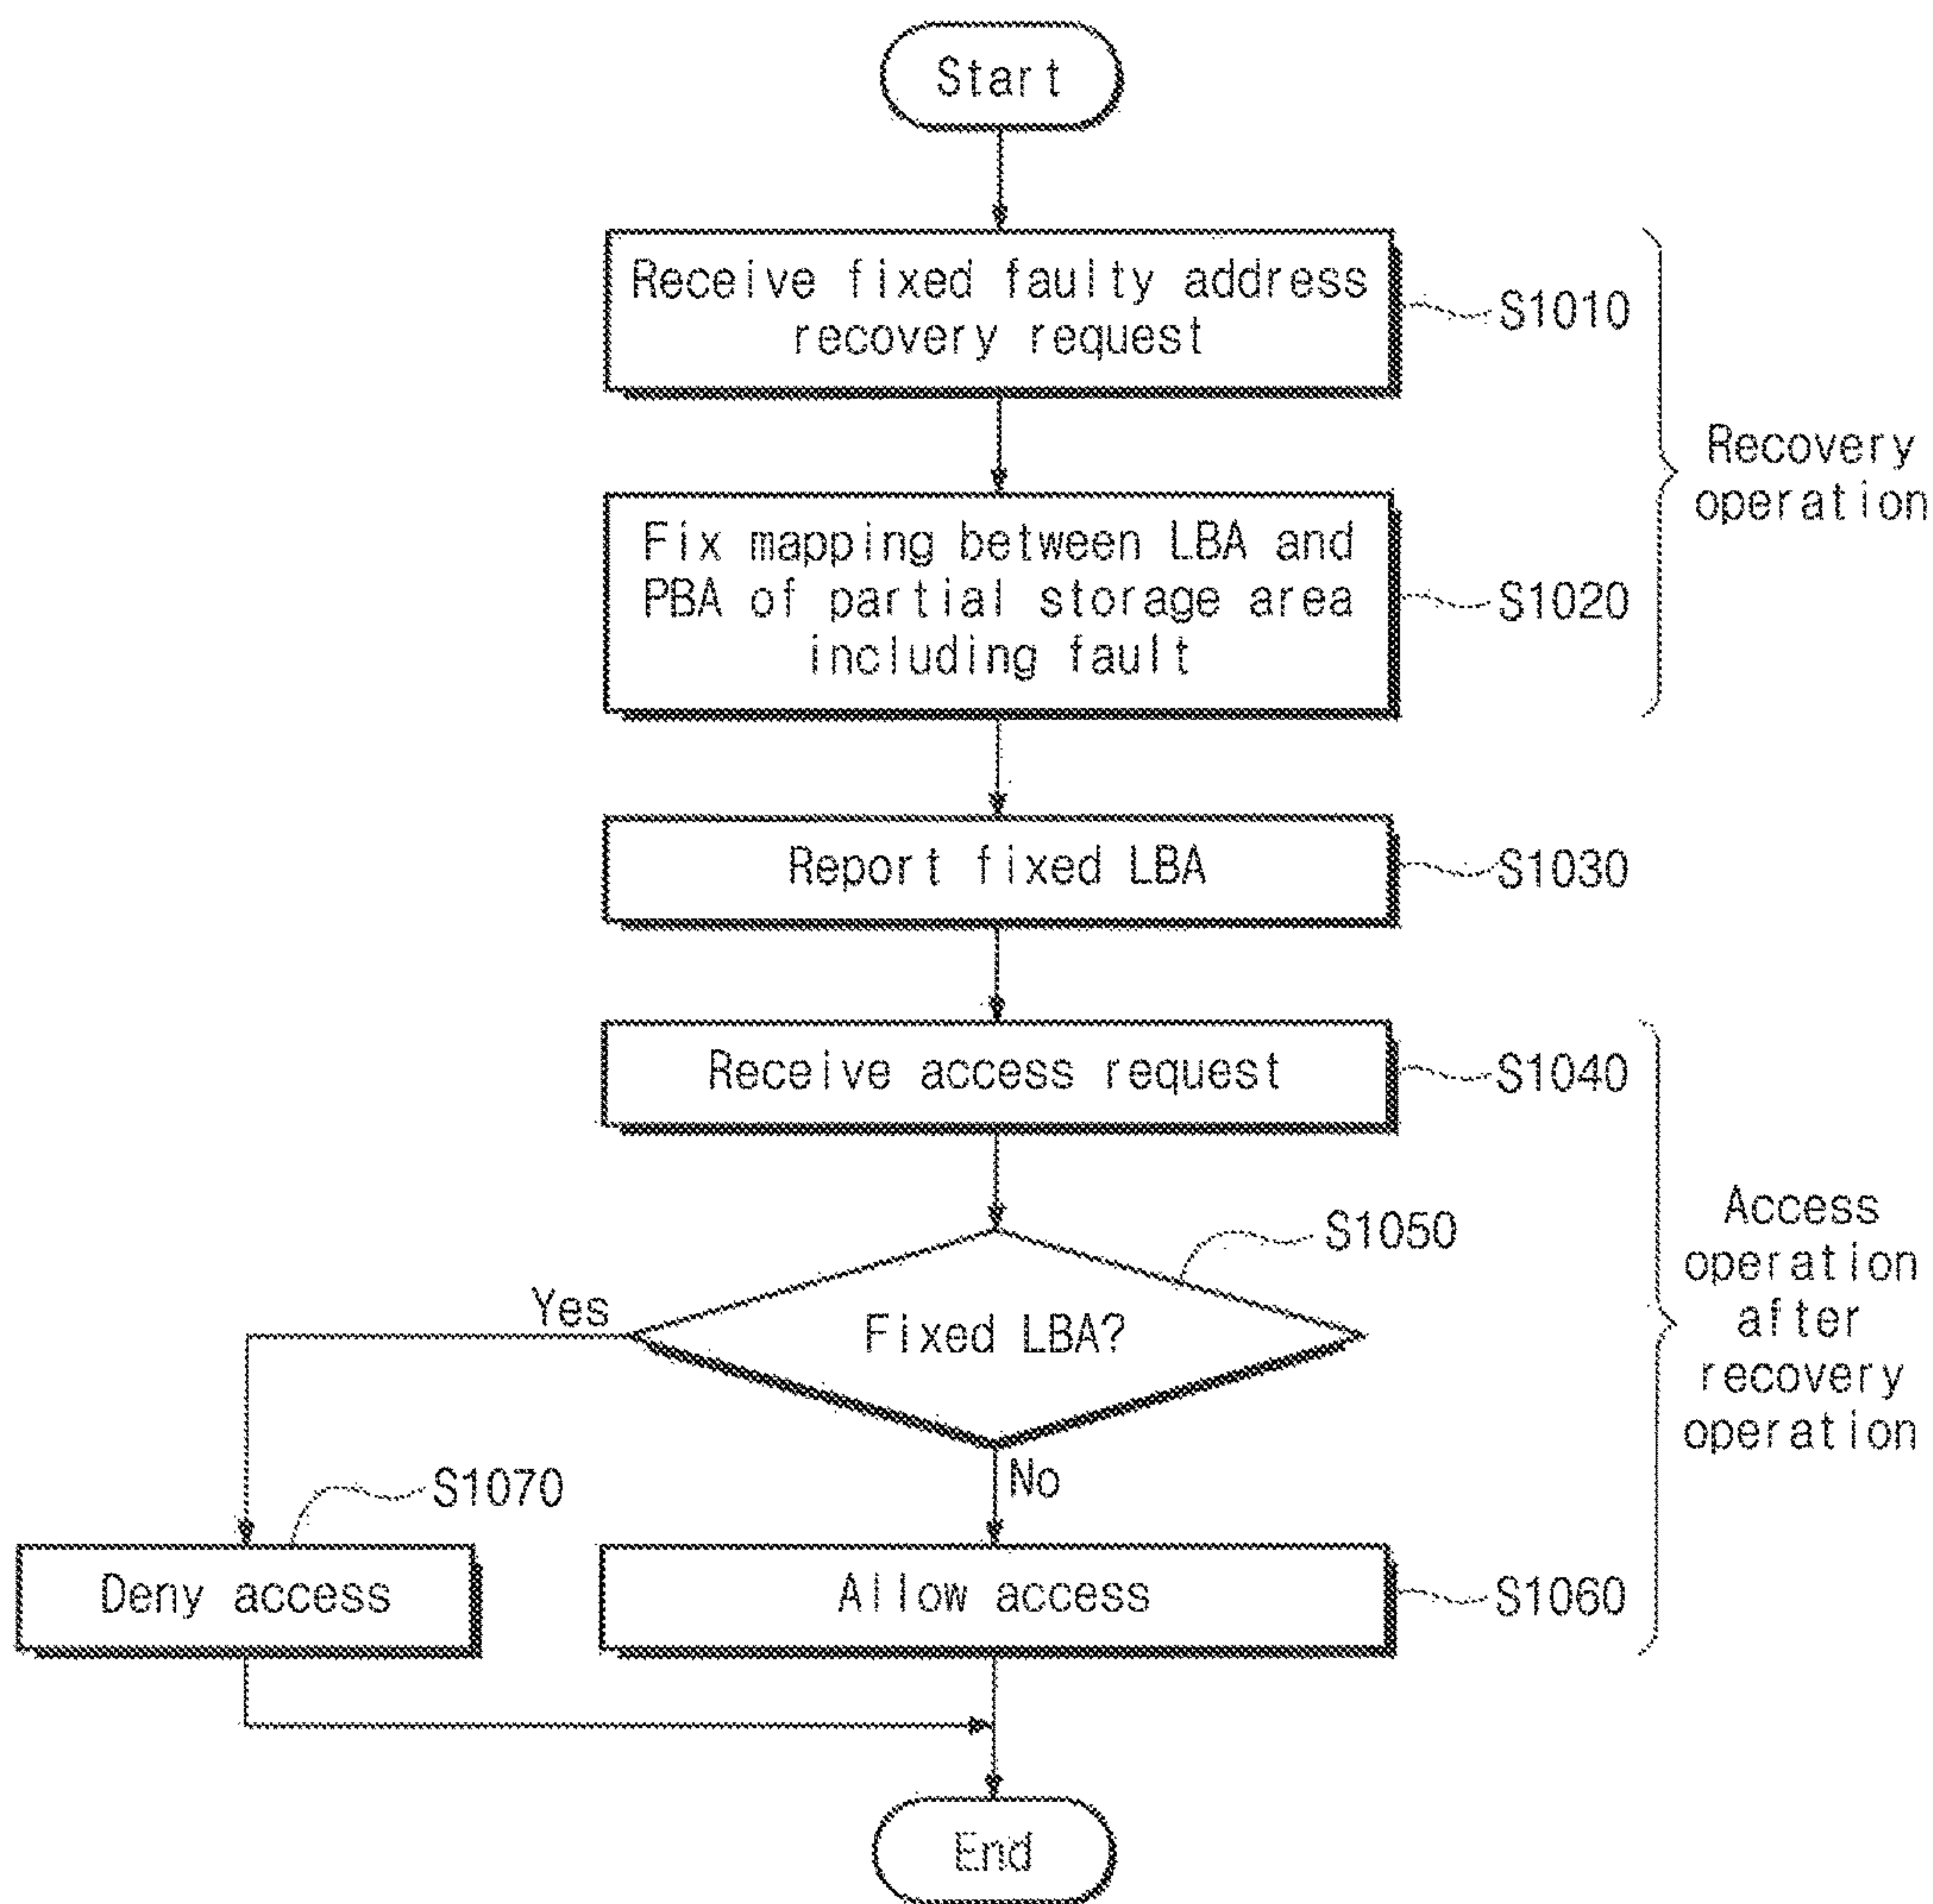 Start
Receive fixed faulty address
recovery request
S1010
Fix mapping between LBA and
PBA of partial storage area
including fault
S1020
Recovery
operation
Report fixed LBA
S1030
Receive access request
S1040
S1050
Fixed LBA?
Yes
No
Access
operation
after
recovery
operation
S1070
Deny access
Allow access
S1060
End